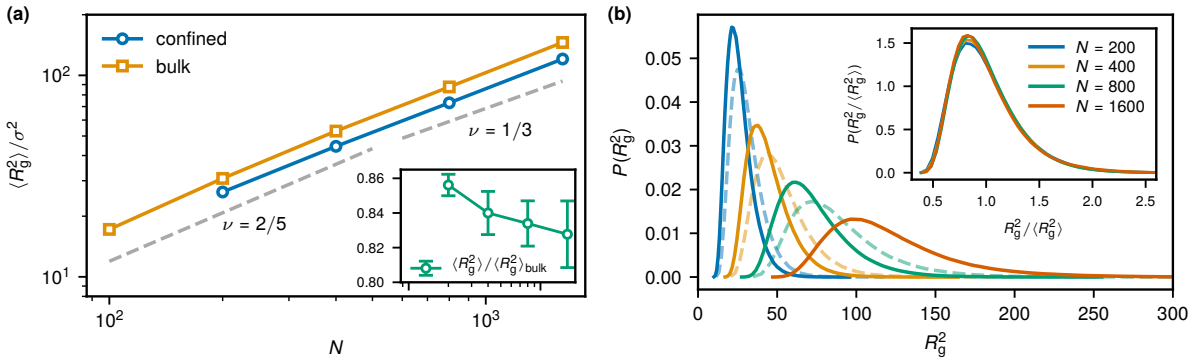 (a)
confined
bulk
⟨R_g^2⟩/σ^2
10^2
10^1
ν = 1/3
ν = 2/5
0.86
0.84
0.82
0.80
⟨R_g^2⟩/⟨R_g^2⟩_bulk
10^2
10^3
N
(b)
P(R_g^2)
0.05
0.04
0.03
0.02
0.01
0.00
0
50
100
150
200
250
300
R_g^2
P(R_g^2/⟨R_g^2⟩)
1.5
1.0
0.5
0.0
N = 200
N = 400
N = 800
N = 1600
0.5
1.0
1.5
2.0
2.5
R_g^2/⟨R_g^2⟩